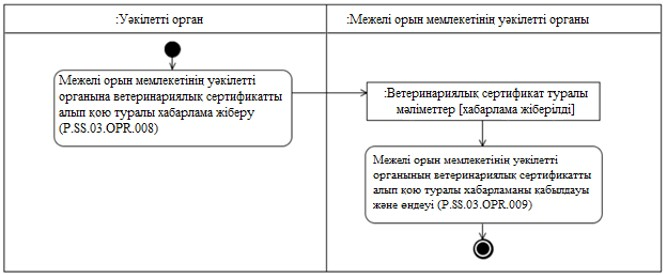 :Уәкілетті орган
:Межелі орын мемлекетінің уәкілетті органы
Межелі орын мемлекетінің уәкілетті
органына ветеринариялық сертификатты
алып қою туралы хабарлама жіберу
(P.SS.03.OPR.008)
:Ветеринариялық сертификат туралы
мәліметтер [хабарлама жіберілді]
Межелі орын мемлекетінің уәкілетті
органының ветеринариялық сертификатты
алып қою туралы хабарламаны қабылдауы
және өңдеуі (P.SS.03.OPR.009)